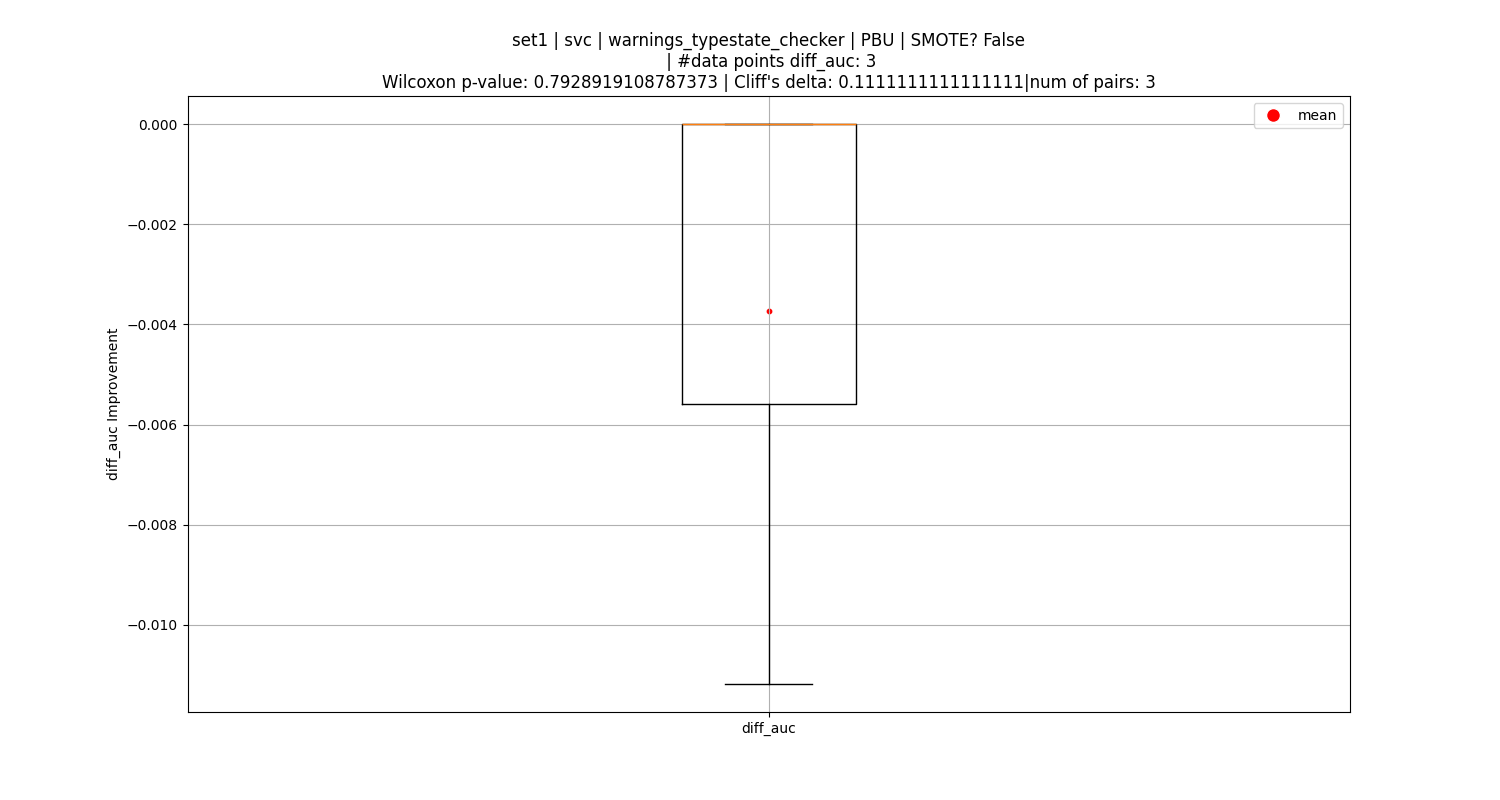 set1 | svc | warnings_typestate_checker | PBU | SMOTE? False
| #data points diff_auc: 3
Wilcoxon p-value: 0.7928919108787373 | Cliff's delta: 0.1111111111111111|num of pairs: 3
mean
0.000
−0.002
−0.004
−0.006
−0.008
−0.010
diff_auc Improvement
diff_auc